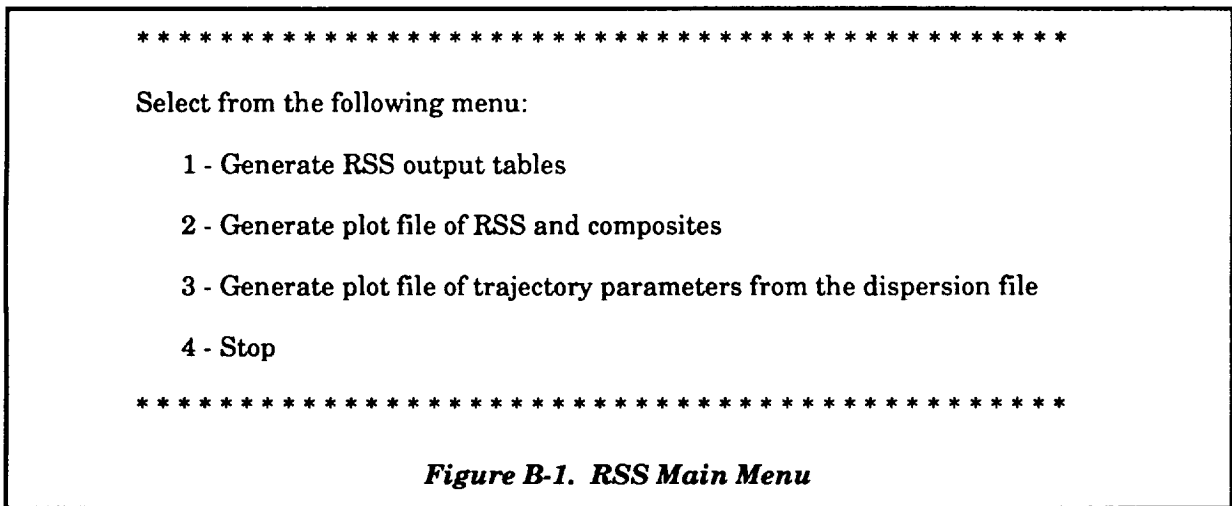 * * * * * * * * * * * * * * * * * * * * * * * * * * * * * * * * * * * * * * * * * * * * *
Select from the following menu:
1 - Generate RSS output tables
2 - Generate plot file of RSS and composites
3 - Generate plot file of trajectory parameters from the dispersion file
4 - Stop
* * * * * * * * * * * * * * * * * * * * * * * * * * * * * * * * * * * * * * * * * * * * *
Figure B-1. RSS Main Menu